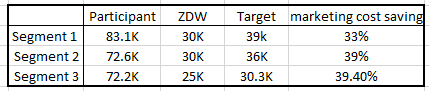 Participant ZDW Target marketing cost saving
Segment 1 83.1K 30K 39k 33%
Segment 2 72.6K 30K 36K 39%
Segment 3 72.2K 25K 30.3K 39.40%